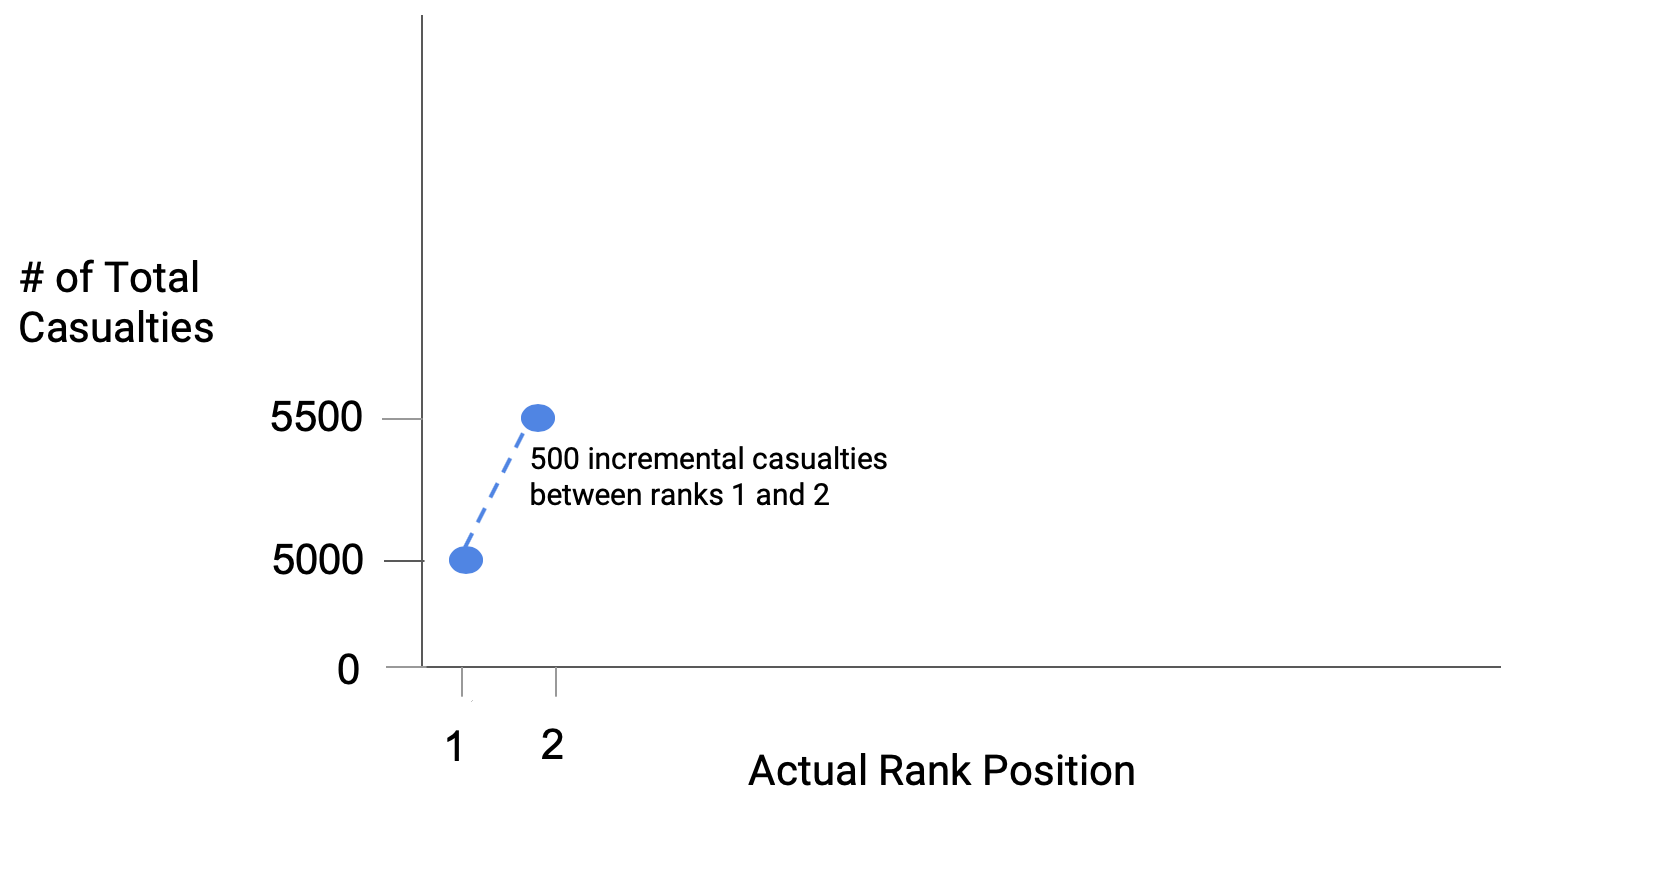 # of Total
Casualties
5500
500 incremental casualties
between ranks 1 and 2
5000
0
1
2
Actual Rank Position